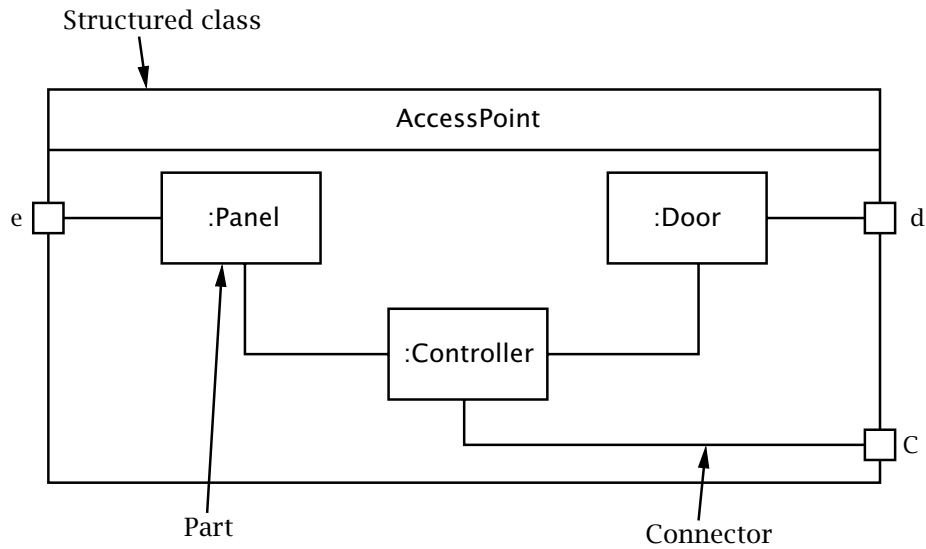 Structured class
AccessPoint
e
:Panel
:Door
d
:Controller
C
Part
Connector